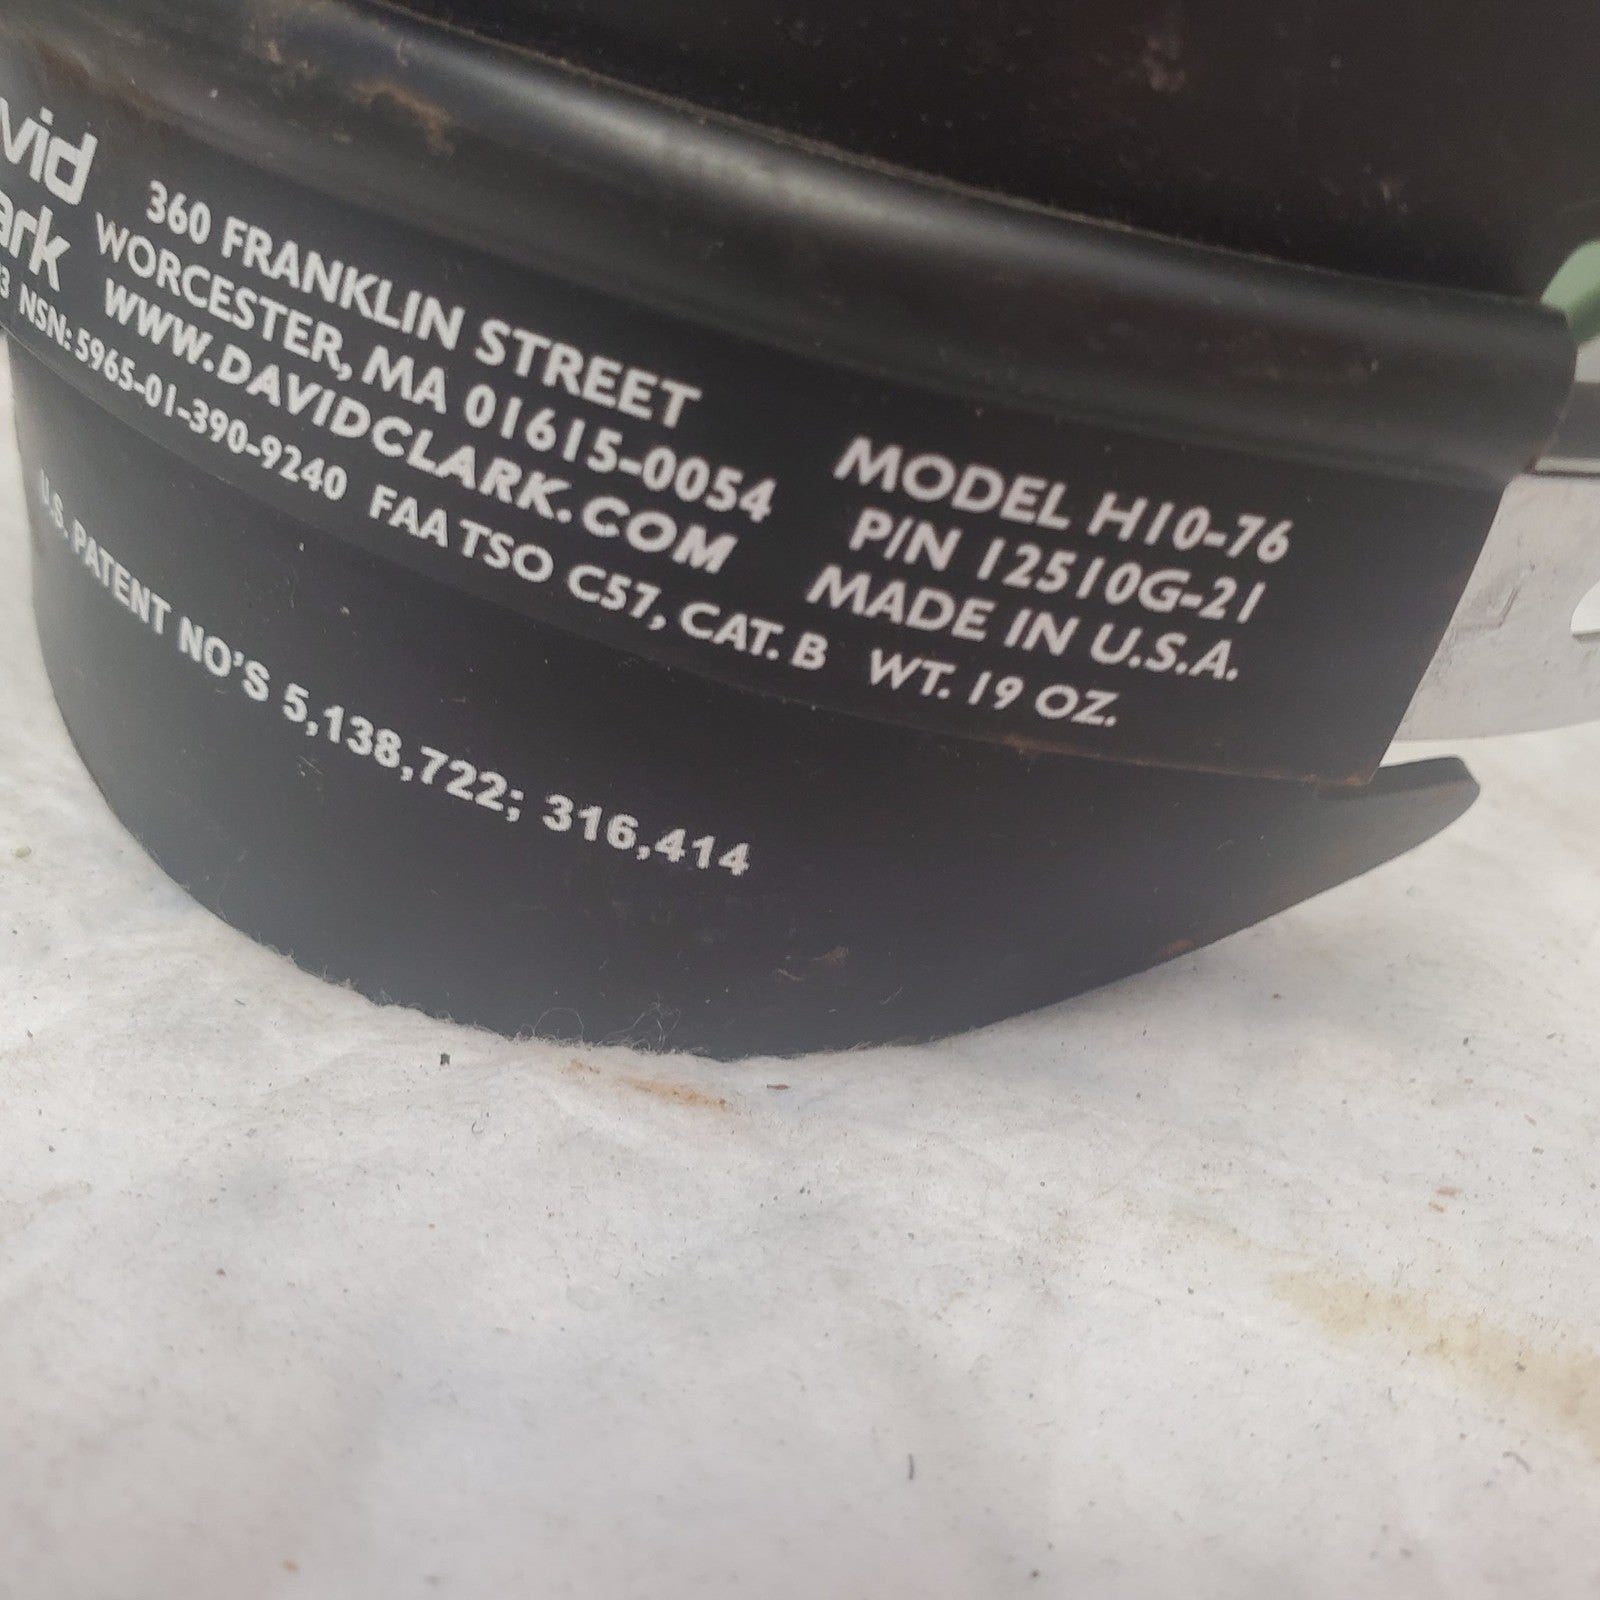 vid
ark
360 FRANKLIN STREET
WORCESTER, MA 01615-0054
WWW.DAVIDCLARK.COM
MODEL H10-76
P/N 12510G-21
MADE IN U.S.A.
3 NSN: 5965-01-390-9240 FAA TSO C57, CAT. B WT. 19 OZ.
U.S. PATENT NO'S 5,138,722; 316,414